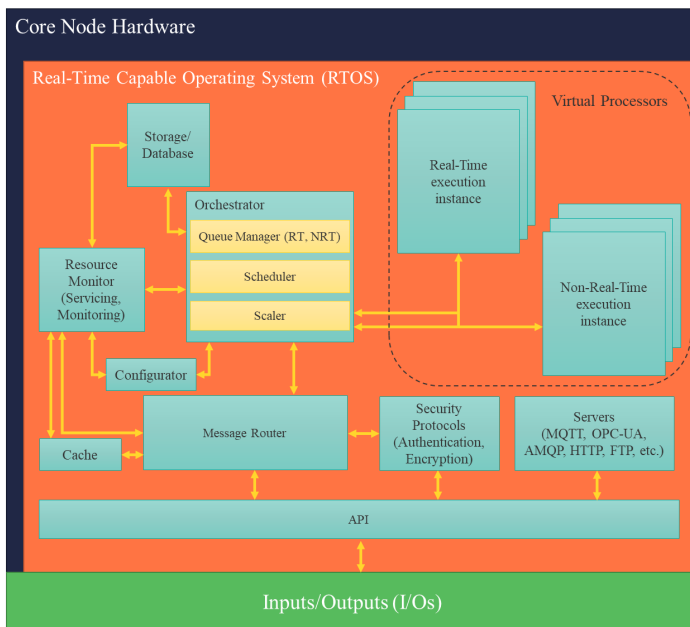 Core Node Hardware
Real-Time Capable Operating System (RTOS)
Virtual Processors
Storage/
Database
Real-Time
execution
instance
Orchestrator
Queue Manager (RT, NRT)
Scheduler
Scaler
Resource
Monitor
(Servicing,
Monitoring)
Non-Real-Time
execution
instance
Configurator
Message Router
Security
Protocols
(Authentication,
Encryption)
Servers
(MQTT, OPC-UA,
AMQP, HTTP, FTP, etc.)
Cache
API
Inputs/Outputs (I/Os)